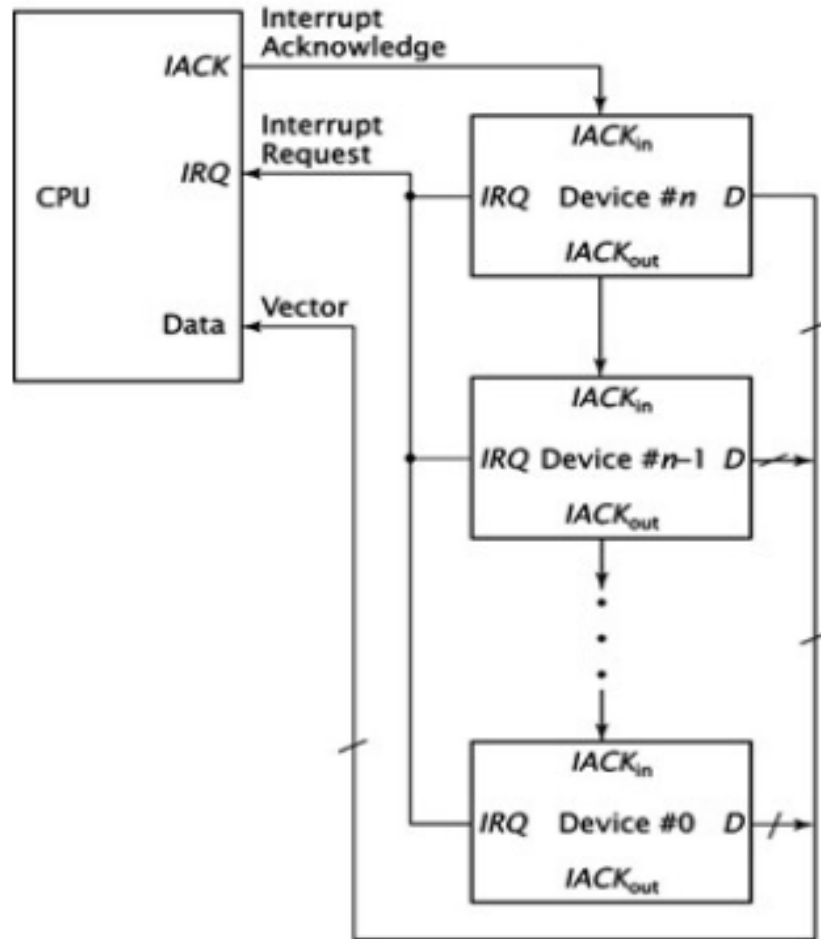 Interrupt
Acknowledge
IACK
Interrupt
Request
IRQ
CPU
Vector
Data
IACKin
IRQ Device #n D
IACKout
IACKin
IRQ Device #n–1 D
IACKout
IACKin
IRQ Device #0 D
IACKout